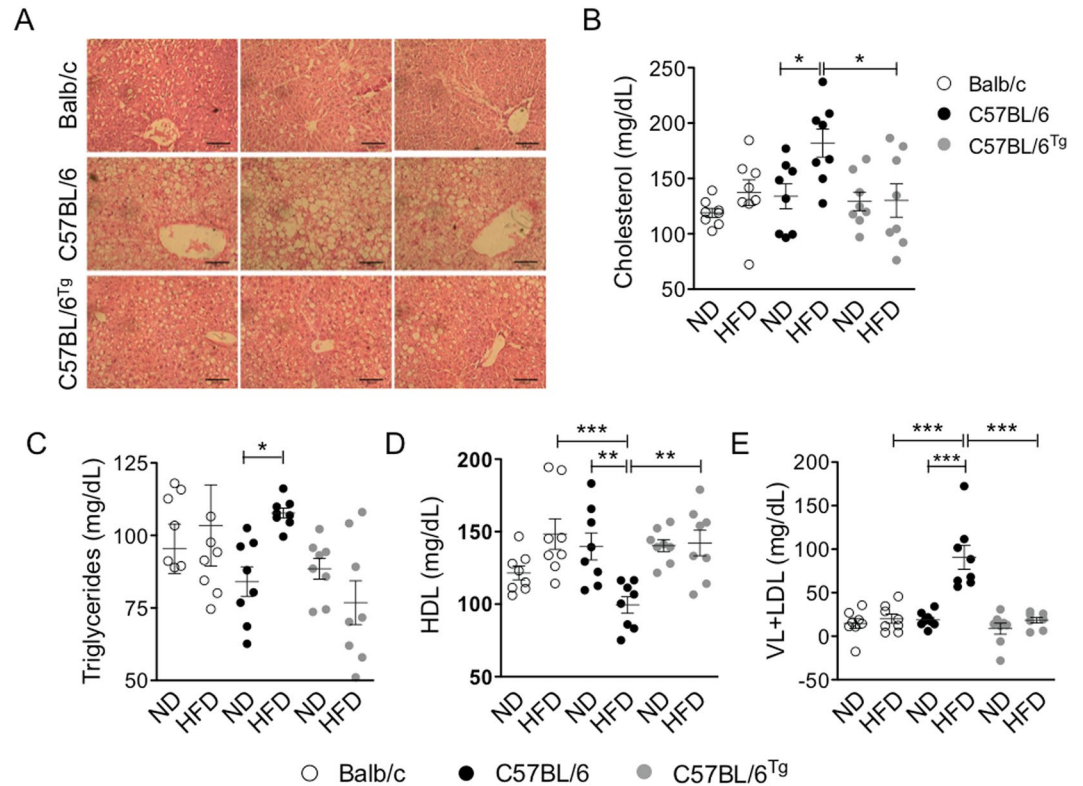 A
Balb/c
C57BL/6
C57BL/6Tg
B
Cholesterol (mg/dL)
250
200
150
100
50
*
*
ND
HFD
ND
HFD
ND
HFD
Balb/c
C57BL/6
C57BL/6Tg
C
Triglycerides (mg/dL)
125
100
75
50
*
ND
HFD
ND
HFD
ND
HFD
D
HDL (mg/dL)
200
150
100
50
***
**
**
ND
HFD
ND
HFD
ND
HFD
E
VL+LDL (mg/dL)
200
150
100
50
0
-50
***
***
***
ND
HFD
ND
HFD
ND
HFD
Balb/c
C57BL/6
C57BL/6Tg